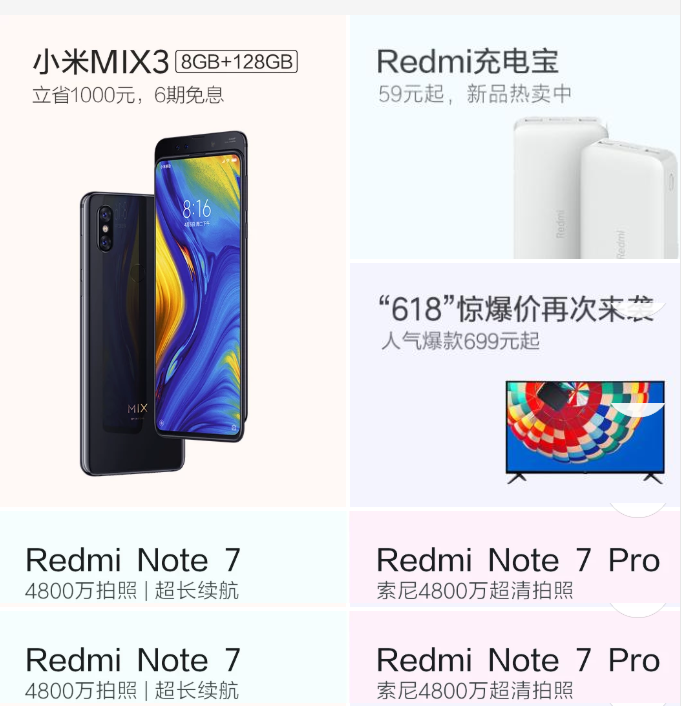 小米MIX3 8GB+128GB
立省1000元，6期免息
8:16
MIX
Redmi充电宝
59元起，新品热卖中
Redmi
Redmi
“618”惊爆价再次来袭
人气爆款699元起
Redmi Note 7
4800万拍照 | 超长续航
Redmi Note 7 Pro
索尼4800万超清拍照
Redmi Note 7
4800万拍照 | 超长续航
Redmi Note 7 Pro
索尼4800万超清拍照